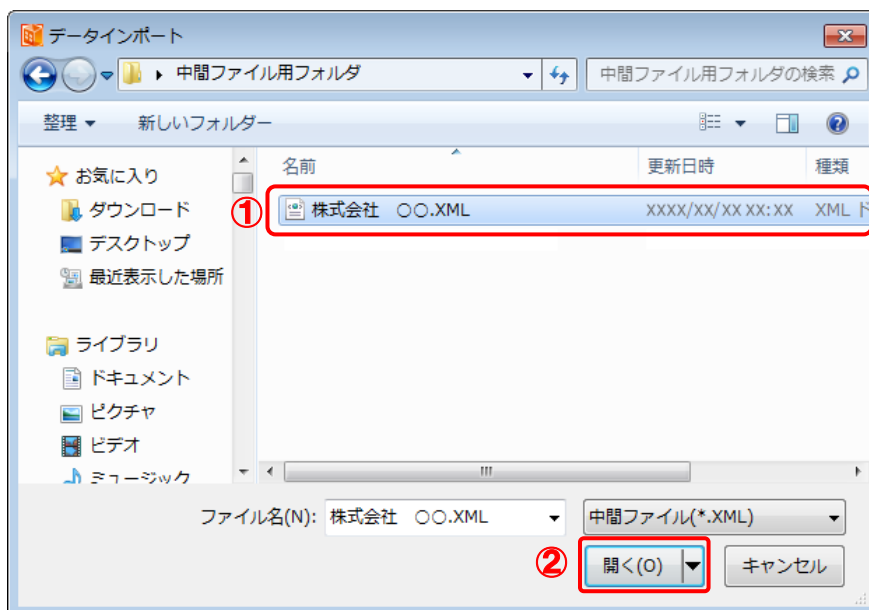 データインポート
中間ファイル用フォルダ 中間ファイル用フォルダの検索
整理 新しいフォルダー
名前 更新日時 種類
お気に入り
ダウンロード
デスクトップ
最近表示した場所
ライブラリ
ドキュメント
ピクチャ
ビデオ
ミュージック
① 株式会社　〇〇.XML XXXX/XX/XX XX:XX XML ド
ファイル名(N): 株式会社　〇〇.XML 中間ファイル(*.XML)
② 開く(O) キャンセル